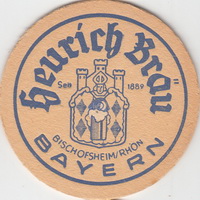 Heurich Bräu
Seit 1889
BISCHOFSHEIM/RHÖN
BAYERN